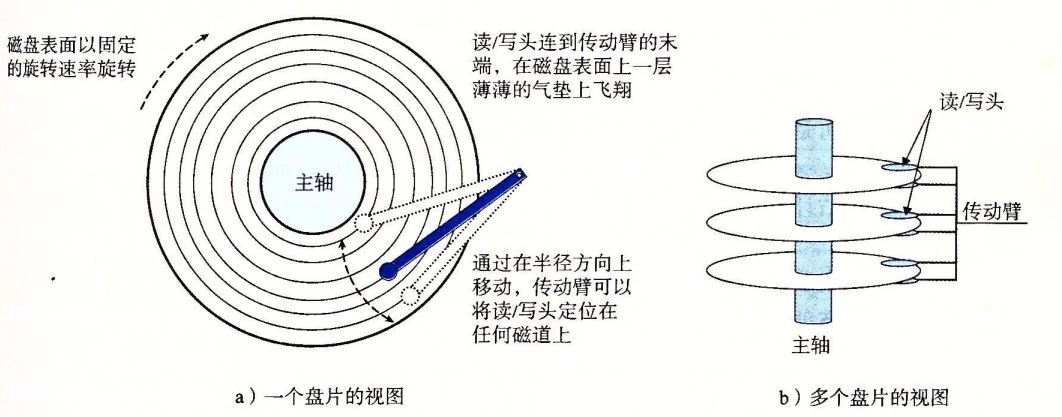 磁盘表面以固定
的旋转速率旋转
读/写头连到传动臂的末
端，在磁盘表面上一层
薄薄的气垫上飞翔
主轴
通过在半径方向上
移动，传动臂可以
将读/写头定位在
任何磁道上
a）一个盘片的视图
读/写头
传动臂
主轴
b）多个盘片的视图